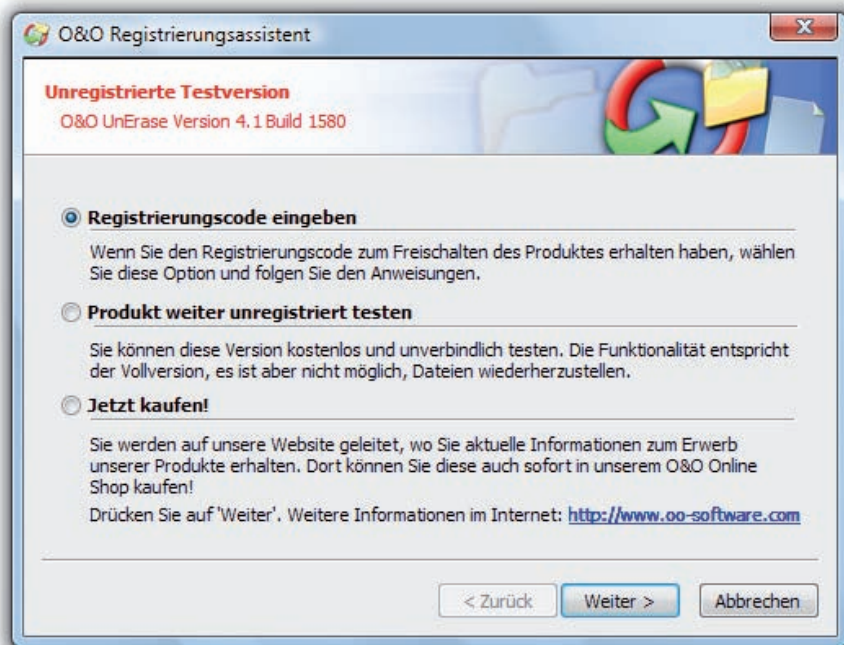 O&O Registrierungsassistent
Unregistrierte Testversion
O&O UnErase Version 4.1 Build 1580
Registrierungscode eingeben
Wenn Sie den Registrierungscode zum Freischalten des Produktes erhalten haben, wählen
Sie diese Option und folgen Sie den Anweisungen.
Produkt weiter unregistriert testen
Sie können diese Version kostenlos und unverbindlich testen. Die Funktionalität entspricht
der Vollversion, es ist aber nicht möglich, Dateien wiederherzustellen.
Jetzt kaufen!
Sie werden auf unsere Website geleitet, wo Sie aktuelle Informationen zum Erwerb
unserer Produkte erhalten. Dort können Sie diese auch sofort in unserem O&O Online
Shop kaufen!
Drücken Sie auf 'Weiter'. Weitere Informationen im Internet: http://www.oo-software.com
< Zurück Weiter > Abbrechen